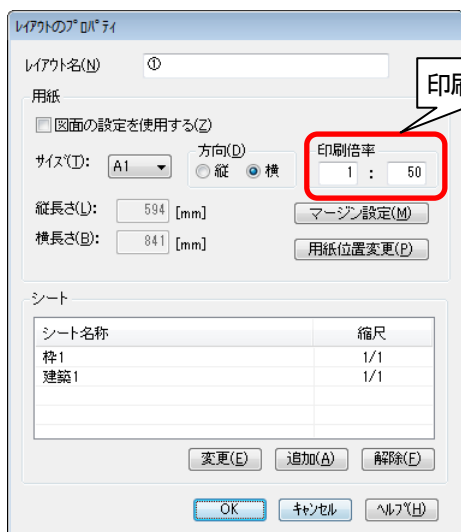 レイアウトのプロパティ
レイアウト名(N) ①
印刷
用紙
図面の設定を使用する(Z)
サイズ(T): A1 方向(D) 縦 横 印刷倍率 1 : 50
縦長さ(L): 594 [mm] マージン設定(M)
横長さ(B): 841 [mm] 用紙位置変更(P)
シート
シート名称 縮尺
枠1 1/1
建築1 1/1
変更(E) 追加(A) 解除(F)
OK キャンセル ヘルプ(H)